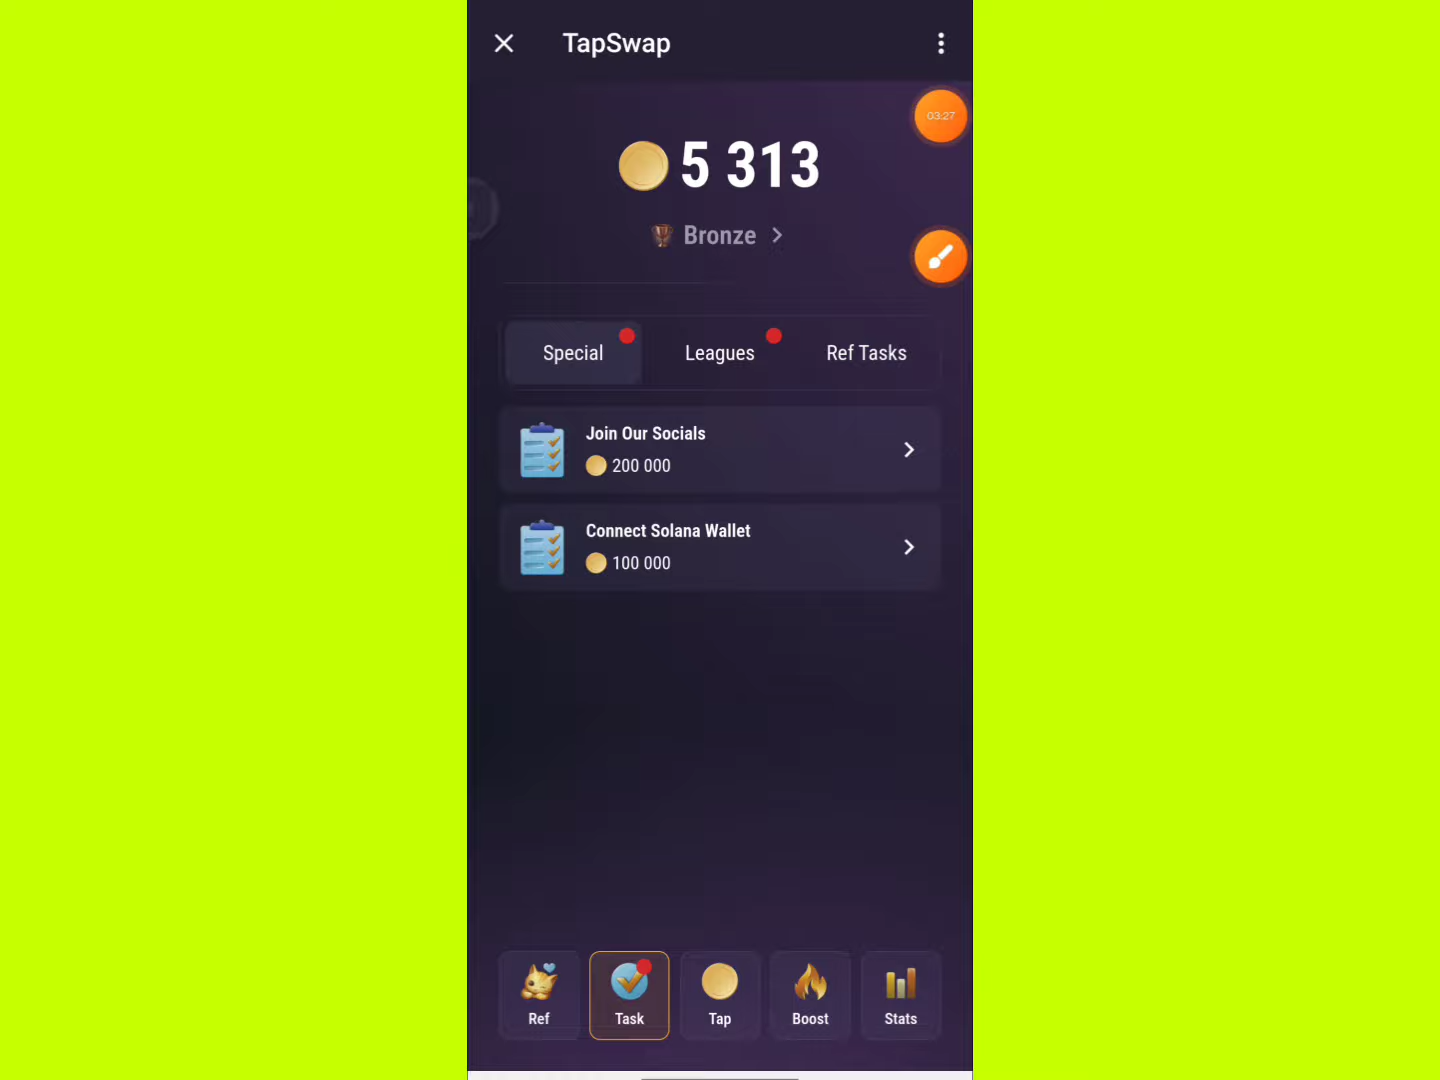 TapSwap
03:27
5 313
Bronze
Special
Leagues
Ref Tasks
Join Our Socials
200 000
Connect Solana Wallet
100 000
Ref
Task
Tap
Boost
Stats